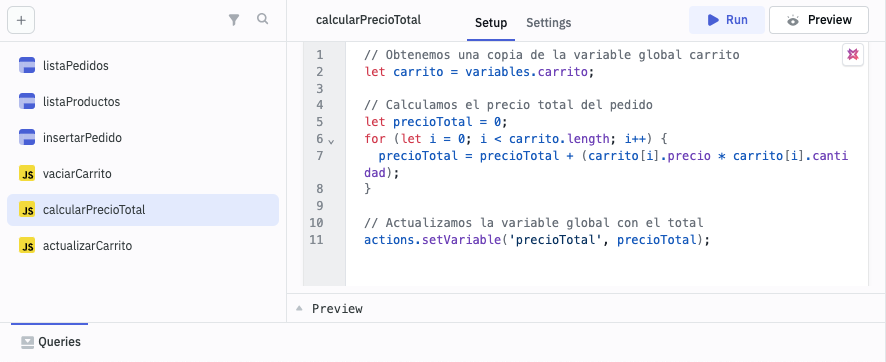 +
calcularPrecioTotal
Setup
Settings
Run
Preview
listaPedidos
listaProductos
insertarPedido
JS vaciarCarrito
JS calcularPrecioTotal
JS actualizarCarrito
1 // Obtenemos una copia de la variable global carrito
2 let carrito = variables.carrito;
3
4 // Calculamos el precio total del pedido
5 let precioTotal = 0;
6 for (let i = 0; i < carrito.length; i++) {
7 precioTotal = precioTotal + (carrito[i].precio * carrito[i].canti
dad);
8 }
9
10 // Actualizamos la variable global con el total
11 actions.setVariable('precioTotal', precioTotal);
Preview
Queries